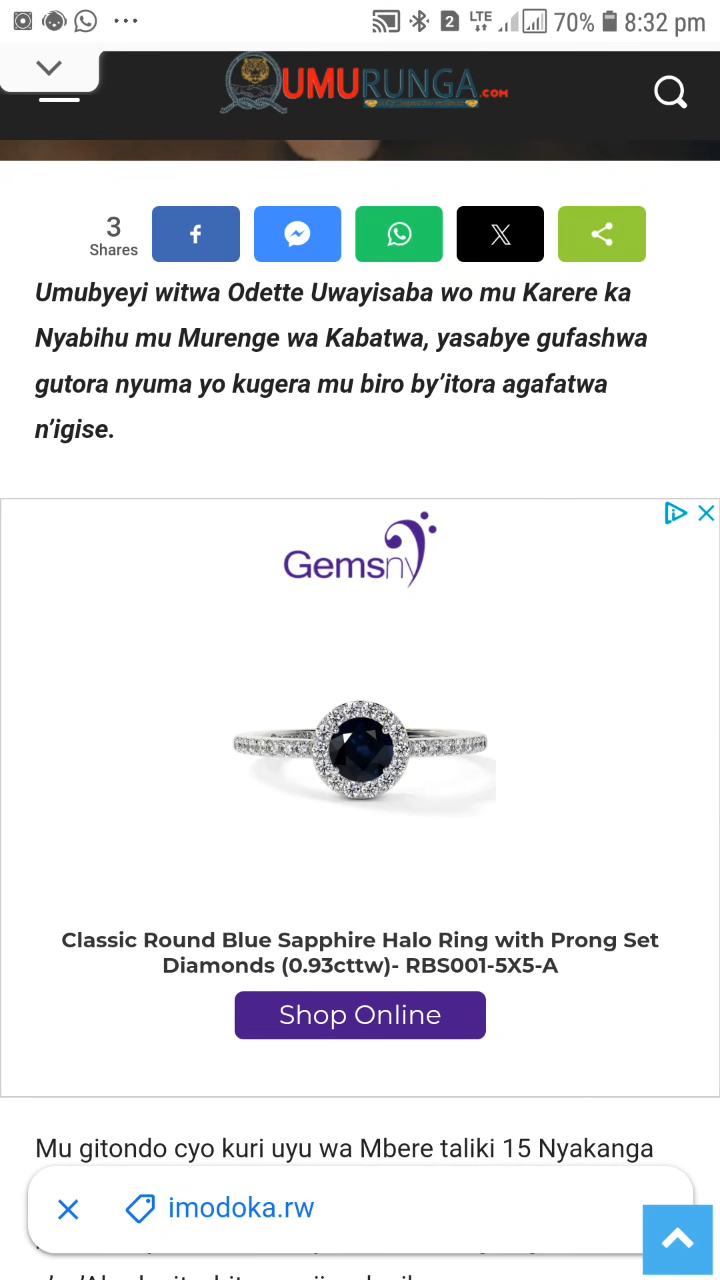 2 LTE 70% 8:32 pm
UMURUNGA.COM
3
Shares
Umubyeyi witwa Odette Uwayisaba wo mu Karere ka
Nyabihu mu Murenge wa Kabatwa, yasabye gufashwa
gutora nyuma yo kugera mu biro by’itora agafatwa
n’igise.
Gemsny
Classic Round Blue Sapphire Halo Ring with Prong Set
Diamonds (0.93cttw)- RBS001-5X5-A
Shop Online
Mu gitondo cyo kuri uyu wa Mbere taliki 15 Nyakanga
imodoka.rw